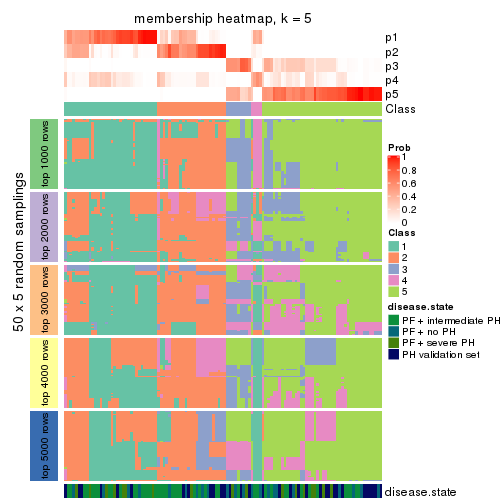 membership heatmap, k = 5
p1
p2
p3
p4
p5
Class
50 x 5 random samplings
top 1000 rows
top 2000 rows
top 3000 rows
top 4000 rows
top 5000 rows
disease.state
Prob
1
0.8
0.6
0.4
0.2
0
Class
1
2
3
4
5
disease.state
PF+ intermediate PH
PF+ no PH
PF+ severe PH
PH validation set